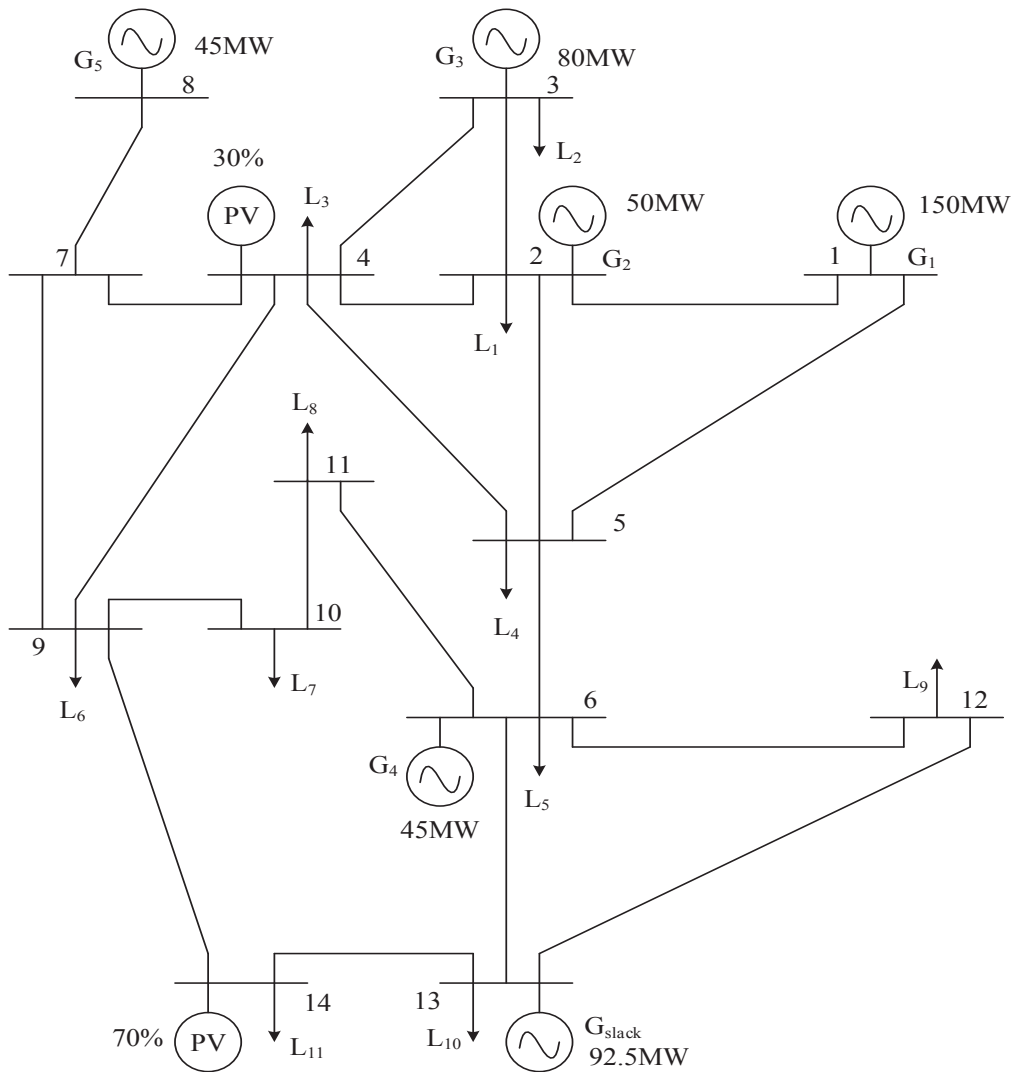 G₅
45MW
8
G₃
80MW
3
L₂
30%
PV
L₃
50MW
150MW
7
4
2
G₂
1
G₁
L₁
L₈
11
5
9
10
L₄
L₆
L₇
6
L₉
12
G₄
45MW
L₅
14
13
70%
PV
L₁₁
L₁₀
Gslack
92.5MW